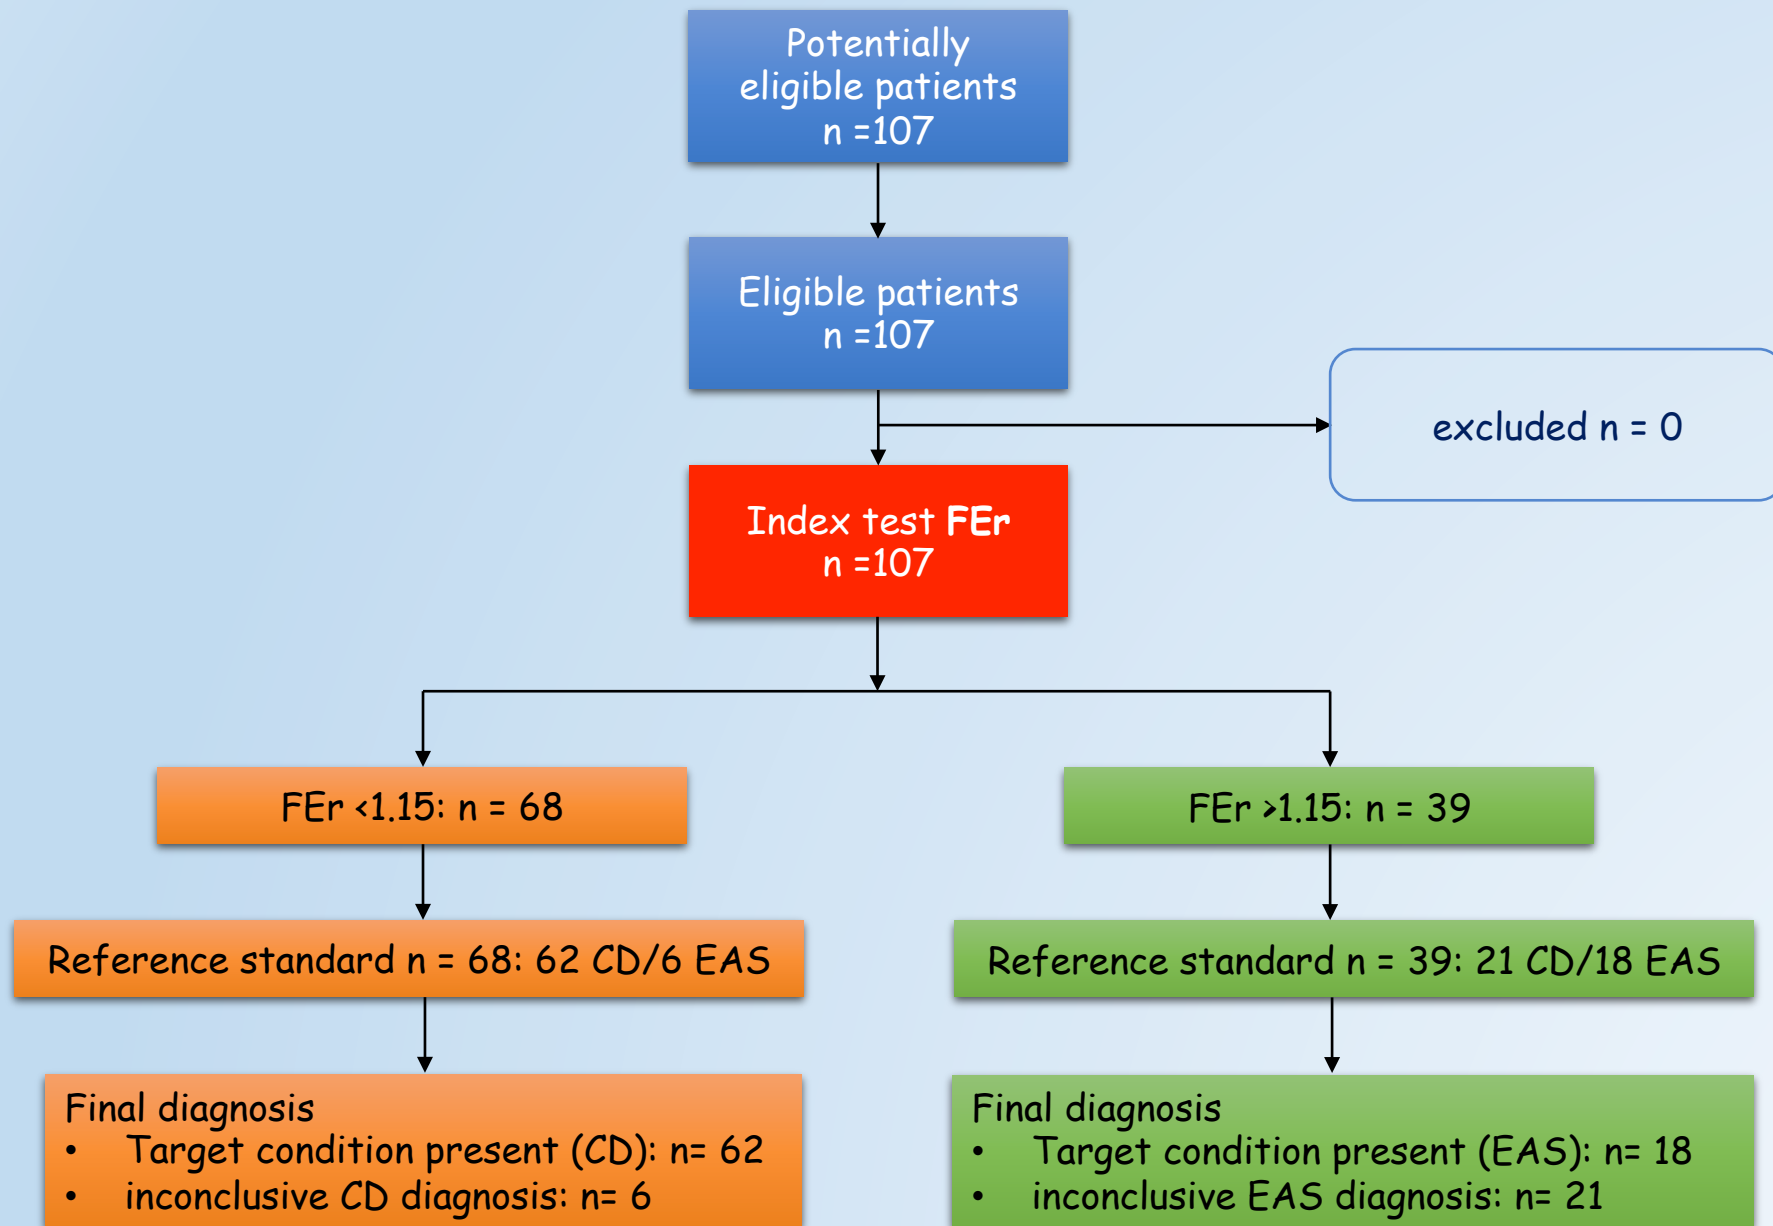 Potentially
eligible patients
n =107
Eligible patients
n =107
excluded n = 0
Index test FEr
n =107
FEr <1.15: n = 68
FEr >1.15: n = 39
Reference standard n = 68: 62 CD/6 EAS
Reference standard n = 39: 21 CD/18 EAS
Final diagnosis
• Target condition present (CD): n= 62
• inconclusive CD diagnosis: n= 6
Final diagnosis
• Target condition present (EAS): n= 18
• inconclusive EAS diagnosis: n= 21